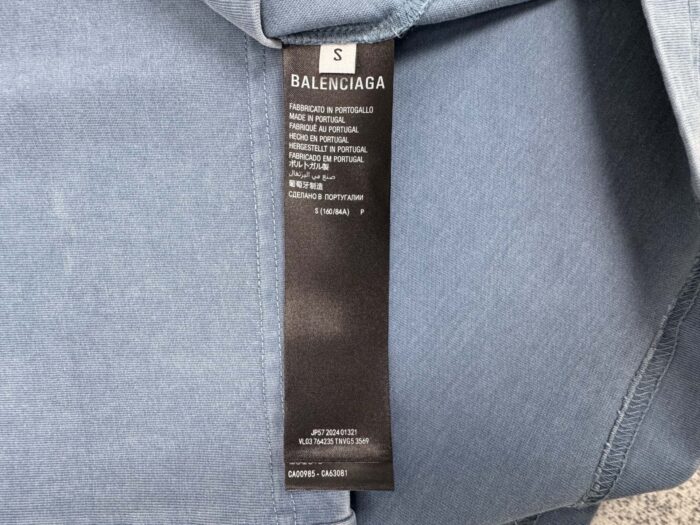 S
BALENCIAGA
FABBRICATO IN PORTOGALLO
MADE IN PORTUGAL
FABRIQUÉ AU PORTUGAL
HECHO EN PORTUGAL
HERGESTELLT IN PORTUGAL
FABRICADO EM PORTUGAL
ポルトガル製
صنع في البرتغال
葡萄牙制造
СДЕЛАНО В ПОРТУГАЛИИ
S (160/84A) P
JP57 2024 01321
VL03 764235 TNVG5 3569
CA00985 - CA63081